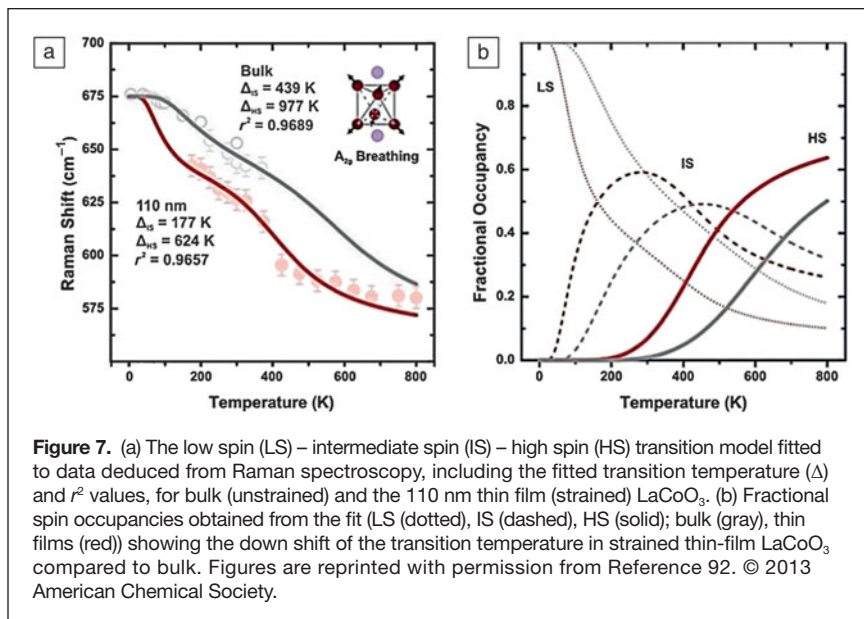 a
700
675
650
625
600
575
Raman Shift (cm⁻¹)
Bulk
Δ_IS = 439 K
Δ_HS = 977 K
r² = 0.9689
A₂g Breathing
110 nm
Δ_IS = 177 K
Δ_HS = 624 K
r² = 0.9657
0 200 400 600 800
Temperature (K)
b
LS
IS
HS
0.8
0.6
0.4
0.2
0.0
Fractional Occupancy
0 200 400 600 800
Temperature (K)
Figure 7. (a) The low spin (LS) – intermediate spin (IS) – high spin (HS) transition model fitted
to data deduced from Raman spectroscopy, including the fitted transition temperature (Δ)
and r² values, for bulk (unstrained) and the 110 nm thin film (strained) LaCoO₃. (b) Fractional
spin occupancies obtained from the fit (LS (dotted), IS (dashed), HS (solid); bulk (gray), thin
films (red)) showing the down shift of the transition temperature in strained thin-film LaCoO₃
compared to bulk. Figures are reprinted with permission from Reference 92. © 2013
American Chemical Society.